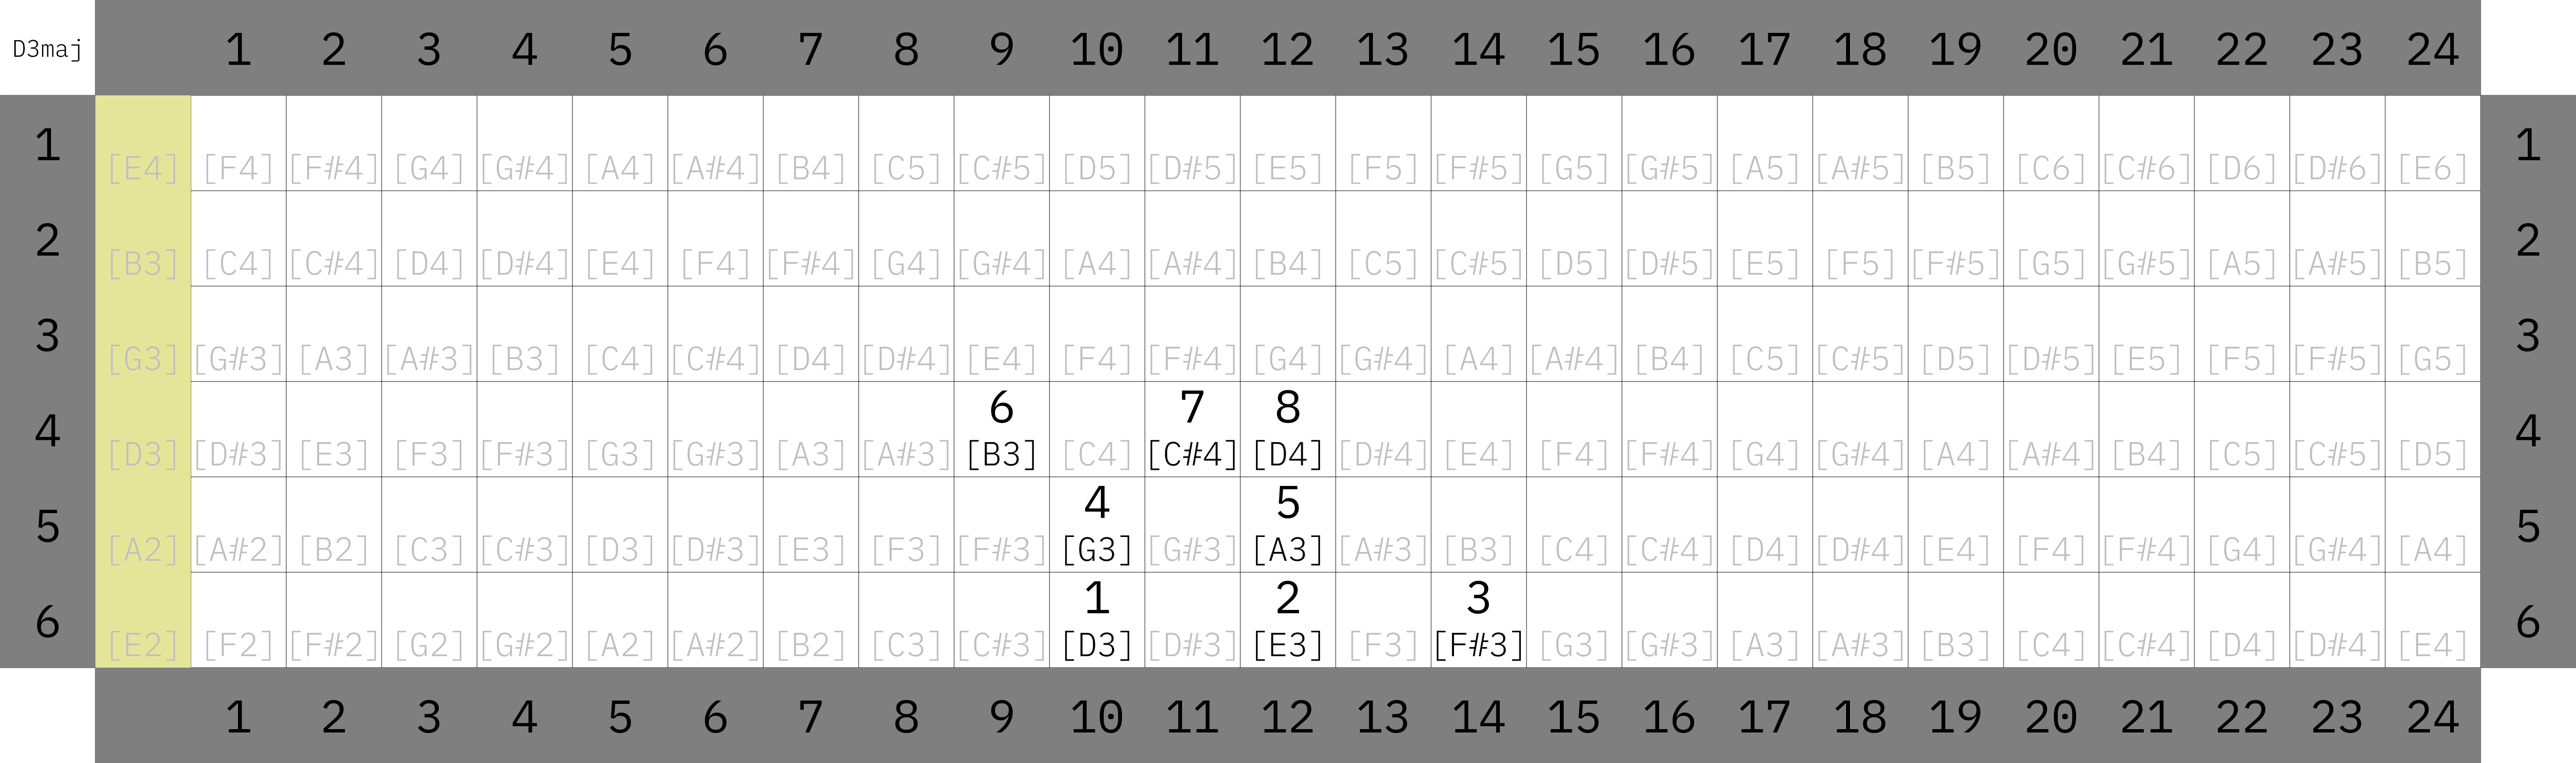 D3maj 1 2 3 4 5 6 7 8 9 10 11 12 13 14 15 16 17 18 19 20 21 22 23 24
1 [E4] [F4] [F#4] [G4] [G#4] [A4] [A#4] [B4] [C5] [C#5] [D5] [D#5] [E5] [F5] [F#5] [G5] [G#5] [A5] [A#5] [B5] [C6] [C#6] [D6] [D#6] [E6] 1
2 [B3] [C4] [C#4] [D4] [D#4] [E4] [F4] [F#4] [G4] [G#4] [A4] [A#4] [B4] [C5] [C#5] [D5] [D#5] [E5] [F5] [F#5] [G5] [G#5] [A5] [A#5] [B5] 2
3 [G3] [G#3] [A3] [A#3] [B3] [C4] [C#4] [D4] [D#4] [E4] [F4] [F#4] [G4] [G#4] [A4] [A#4] [B4] [C5] [C#5] [D5] [D#5] [E5] [F5] [F#5] [G5] 3
6 7 8
4 [D3] [D#3] [E3] [F3] [F#3] [G3] [G#3] [A3] [A#3] [B3] [C4] [C#4] [D4] [D#4] [E4] [F4] [F#4] [G4] [G#4] [A4] [A#4] [B4] [C5] [C#5] [D5] 4
4 5
5 [A2] [A#2] [B2] [C3] [C#3] [D3] [D#3] [E3] [F3] [F#3] [G3] [G#3] [A3] [A#3] [B3] [C4] [C#4] [D4] [D#4] [E4] [F4] [F#4] [G4] [G#4] [A4] 5
1 2 3
6 [E2] [F2] [F#2] [G2] [G#2] [A2] [A#2] [B2] [C3] [C#3] [D3] [D#3] [E3] [F3] [F#3] [G3] [G#3] [A3] [A#3] [B3] [C4] [C#4] [D4] [D#4] [E4] 6
1 2 3 4 5 6 7 8 9 10 11 12 13 14 15 16 17 18 19 20 21 22 23 24